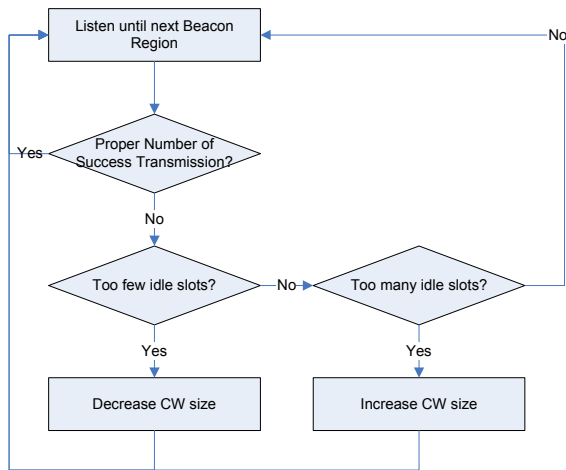 Listen until next Beacon
Region
No
Proper Number of
Success Transmission?
Yes
No
Too few idle slots?
No
Too many idle slots?
Yes
Yes
Decrease CW size
Increase CW size